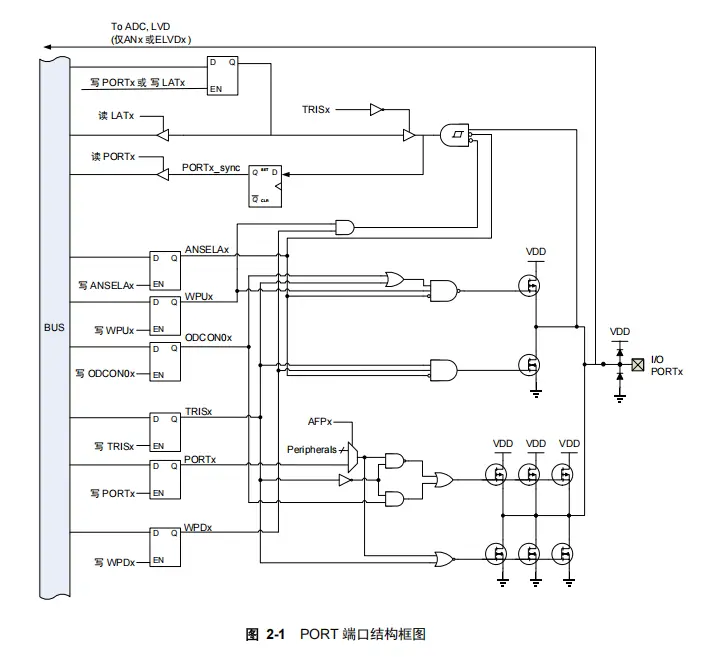 To ADC, LVD
(仅ANx 或ELVDx )
D Q
写 PORTx 或 写 LATx
EN
TRISx
读 LATx
读 PORTx
PORTx_sync
Q SET D
Q CLR
ANSELAx
D Q
VDD
写 ANSELAx
EN
WPUx
D Q
BUS
写 WPUx
EN
VDD
ODCON0x
D Q
I/O
PORTx
写 ODCON0x
EN
TRISx
D Q
AFPx
写 TRISx
EN
Peripherals
VDD VDD VDD
PORTx
D Q
写 PORTx
EN
WPDx
D Q
写 WPDx
EN
图 2-1 PORT 端口结构框图